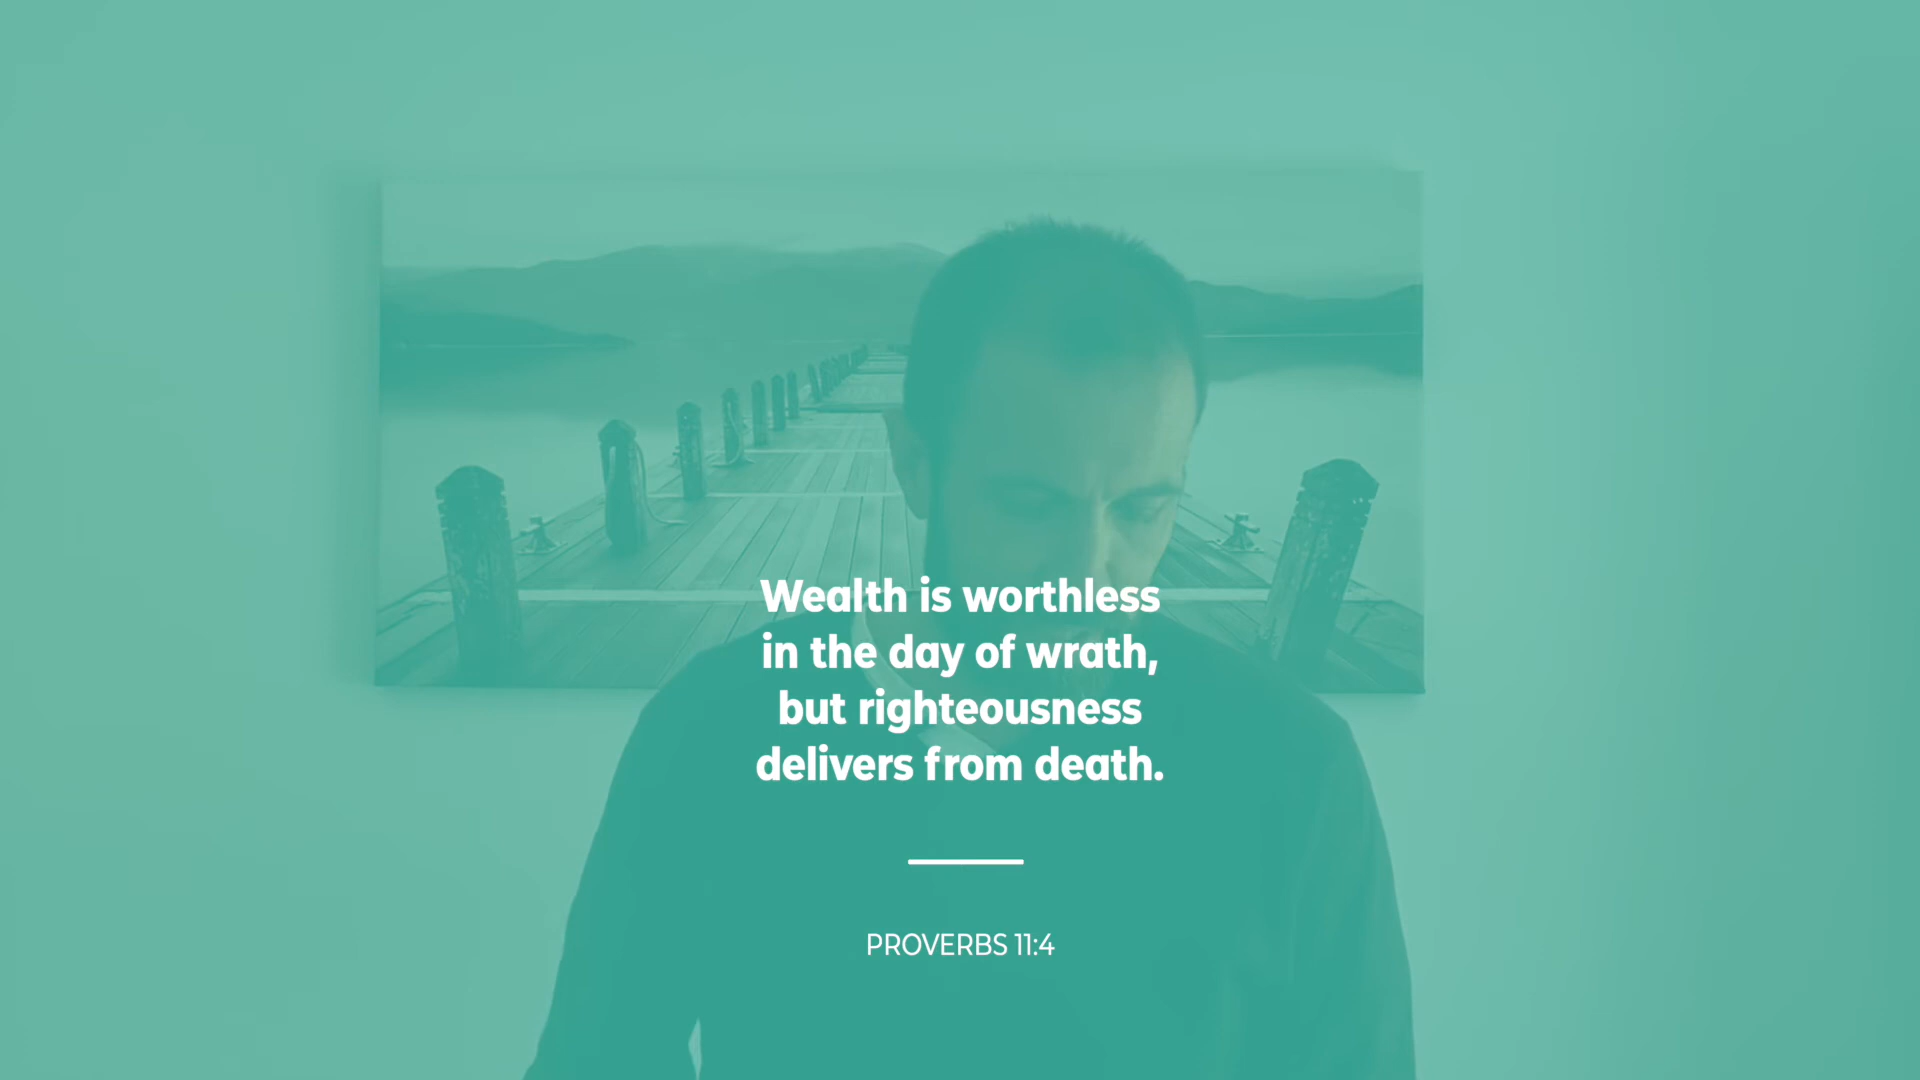 Wealth is worthless
in the day of wrath,
but righteousness
delivers from death.
PROVERBS 11:4